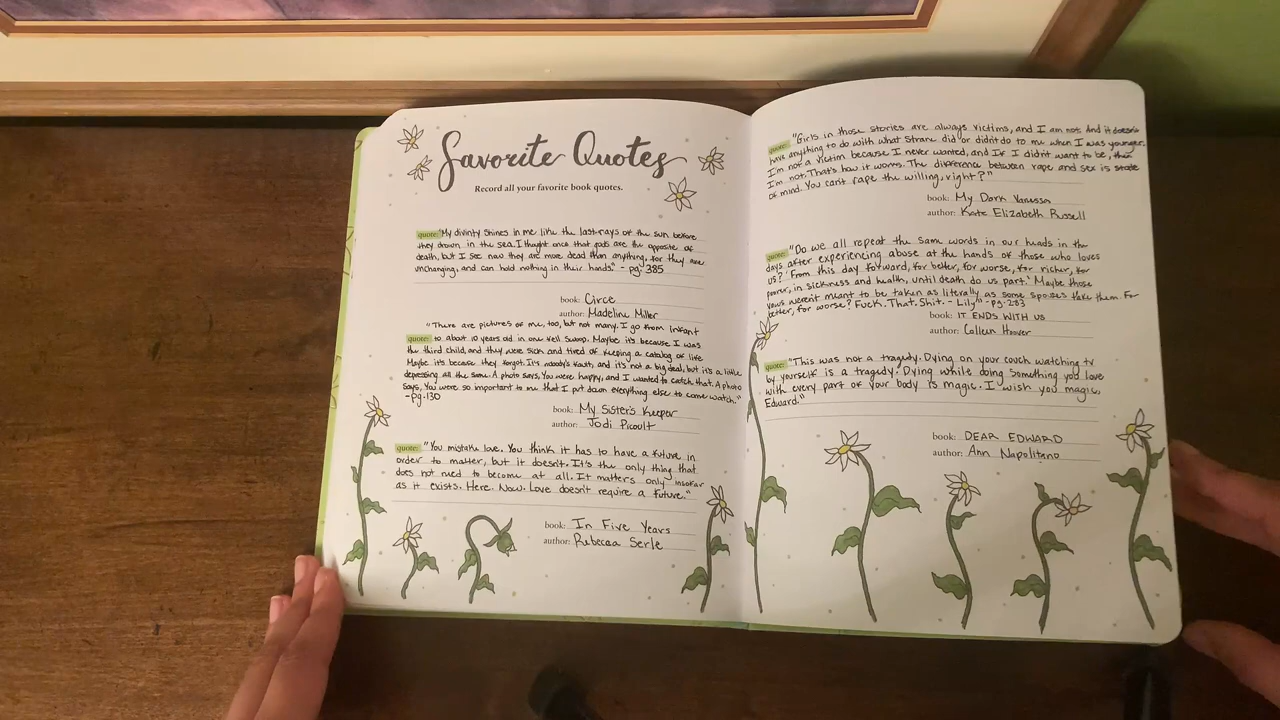 Favorite Quotes
Record all your favorite book quotes.
quote: "My divinity shines in me like the last rays of the sun before
they drown in the sea. I thought once that gods are the opposite of
death, but I see now they are more dead than anything, for they are
unchanging, and can hold nothing in their hands." - pg. 385
book: Circe
author: Madeline Miller
"There are pictures of me, too, but not many. I go from infant
quote: to about 10 years old in one fell swoop. Maybe it's because I was
the third child, and they were sick and tired of keeping a catalog of life
Maybe it's because they forgot. It's nobody's fault, and it's not a big deal, but it's a little
depressing all the same. A photo says, You were happy, and I wanted to catch that. A photo
says, You were so important to me that I put down everything else to come watch."
-Pg. 130
book: My Sister's Keeper
author: Jodi Picoult
quote: "You mistake love. You think it has to have a future in
order to matter, but it doesn't. It's the only thing that
does not need to become at all. It matters only insofar
as it exists. Here. Now. Love doesn't require a future."
book: In Five Years
author: Rebecca Serle
quote: "Girls in those stories are always victims, and I am not. And it doesn't
have anything to do with what Strane did or didn't do to me when I was younger.
I'm not a victim because I never wanted, and If I didn't want to be, then
I'm not. That's how it works. The difference between rape and sex is state
of mind. You can't rape the willing, right?"
book: My Dark Vanessa
author: Kate Elizabeth Russell
quote: "Do we all repeat the same words in our heads in the
days after experiencing abuse at the hands of those who loves
us? 'From this day forward, for better, for worse, for richer, for
poorer, in sickness and health, until death do us part.' Maybe those
vows weren't meant to be taken as literally as some spouses take them. For
better, for worse? Fuck. That. Shit. - Lily" - pg. 283
book: IT ENDS WITH US
author: Colleen Hoover
quote: "This was not a tragedy. Dying on your couch watching tv
by yourself is a tragedy. Dying while doing something you love
with every part of your body is magic. I wish you magic,
Edward."
book: DEAR EDWARD
author: Ann Napolitano